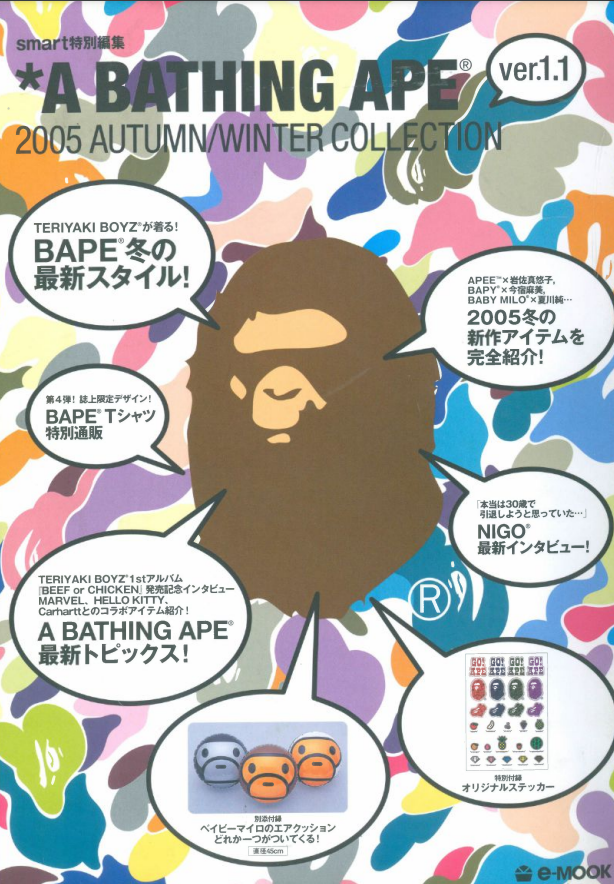 smart特別編集
*A BATHING APE®
ver.1.1
2005 AUTUMN/WINTER COLLECTION
TERIYAKI BOYZ®が着る!
BAPE®冬の
最新スタイル!
APEE™×岩佐真悠子,
BAPY®×今宿麻美,
BABY MILO®×夏川純…
2005冬の
新作アイテムを
完全紹介!
第4弾! 誌上限定デザイン!
BAPE®Tシャツ
特別通販
「本当は30歳で
引退しようと思っていた…」
NIGO®
最新インタビュー!
TERIYAKI BOYZ®1stアルバム
『BEEF or CHICKEN』発売記念インタビュー
MARVEL、HELLO KITTY、
Carharttとのコラボアイテム紹介!
A BATHING APE®
最新トピックス!
®
GO! GO! GO! GO!
APE APE APE APE
特別付録
オリジナルステッカー
別添付録
ベイビーマイロのエアクッション
どれか一つがついてくる!
直径45cm
e-MOOK